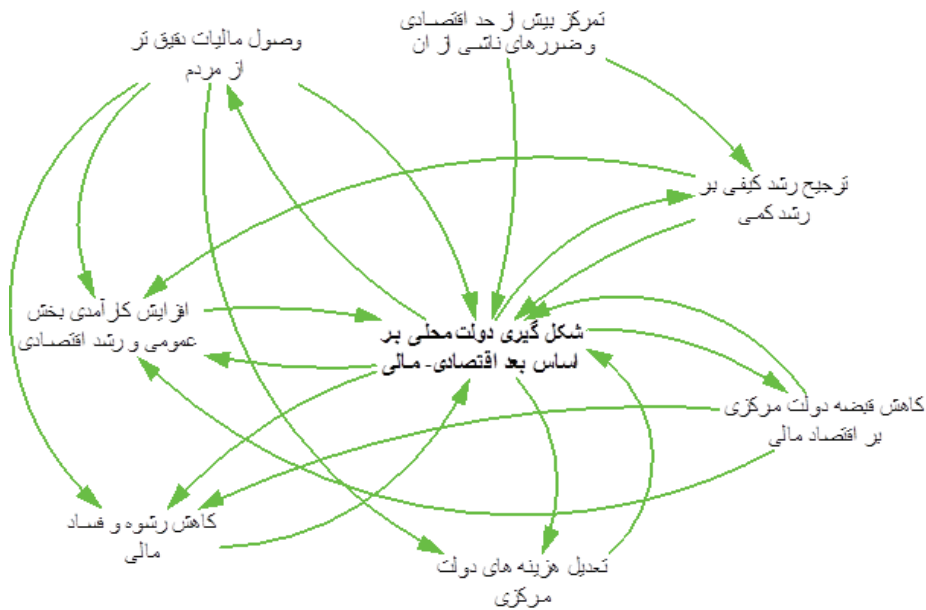 تمرکز بیش از حد اقتصادی
و ضررهای ناشی از ان
وصول مالیات دقیق تر
از مردم
ترجیح رشد کیفی بر
رشد کمی
افزایش کارآمدی بخش
عمومی و رشد اقتصادی
شکل گیری دولت محلی بر
اساس بعد اقتصادی- مالی
کاهش قبضه دولت مرکزی
بر اقتصاد مالی
کاهش رشوه و فساد
مالی
تعدیل هزینه های دولت
مرکزی